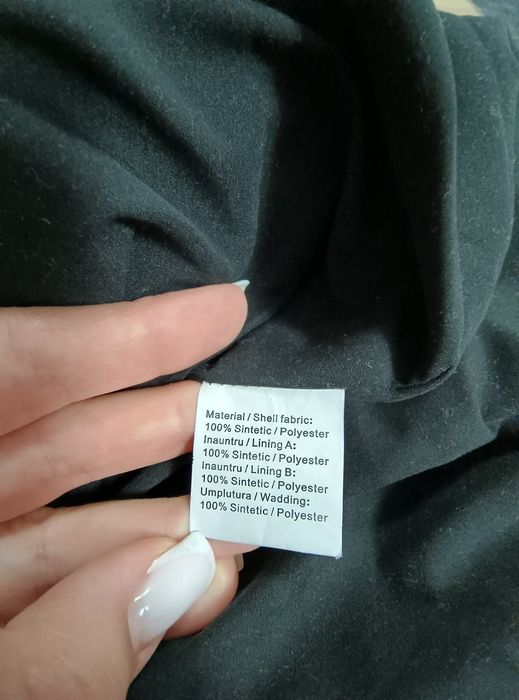 Material / Shell fabric:
100% Sintetic / Polyester
Inauntru / Lining A:
100% Sintetic / Polyester
Inauntru / Lining B:
100% Sintetic / Polyester
Umplutura / Wadding:
100% Sintetic / Polyester